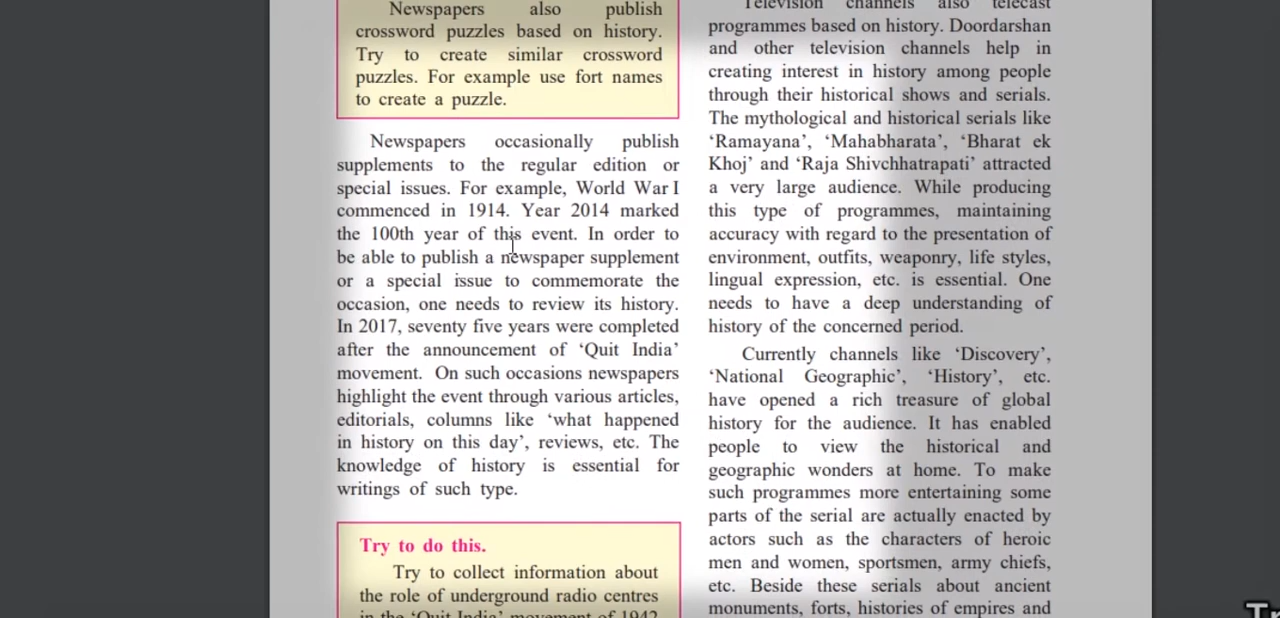 Newspapers also publish
crossword puzzles based on history.
Try to create similar crossword
puzzles. For example use fort names
to create a puzzle.
Newspapers occasionally publish
supplements to the regular edition or
special issues. For example, World War I
commenced in 1914. Year 2014 marked
the 100th year of this event. In order to
be able to publish a newspaper supplement
or a special issue to commemorate the
occasion, one needs to review its history.
In 2017, seventy five years were completed
after the announcement of ‘Quit India’
movement. On such occasions newspapers
highlight the event through various articles,
editorials, columns like ‘what happened
in history on this day’, reviews, etc. The
knowledge of history is essential for
writings of such type.
Try to do this.
Try to collect information about
the role of underground radio centres
in the ‘Quit India’ movement of 1942
Television channels also telecast
programmes based on history. Doordarshan
and other television channels help in
creating interest in history among people
through their historical shows and serials.
The mythological and historical serials like
‘Ramayana’, ‘Mahabharata’, ‘Bharat ek
Khoj’ and ‘Raja Shivchhatrapati’ attracted
a very large audience. While producing
this type of programmes, maintaining
accuracy with regard to the presentation of
environment, outfits, weaponry, life styles,
lingual expression, etc. is essential. One
needs to have a deep understanding of
history of the concerned period.
Currently channels like ‘Discovery’,
‘National Geographic’, ‘History’, etc.
have opened a rich treasure of global
history for the audience. It has enabled
people to view the historical and
geographic wonders at home. To make
such programmes more entertaining some
parts of the serial are actually enacted by
actors such as the characters of heroic
men and women, sportsmen, army chiefs,
etc. Beside these serials about ancient
monuments, forts, histories of empires and